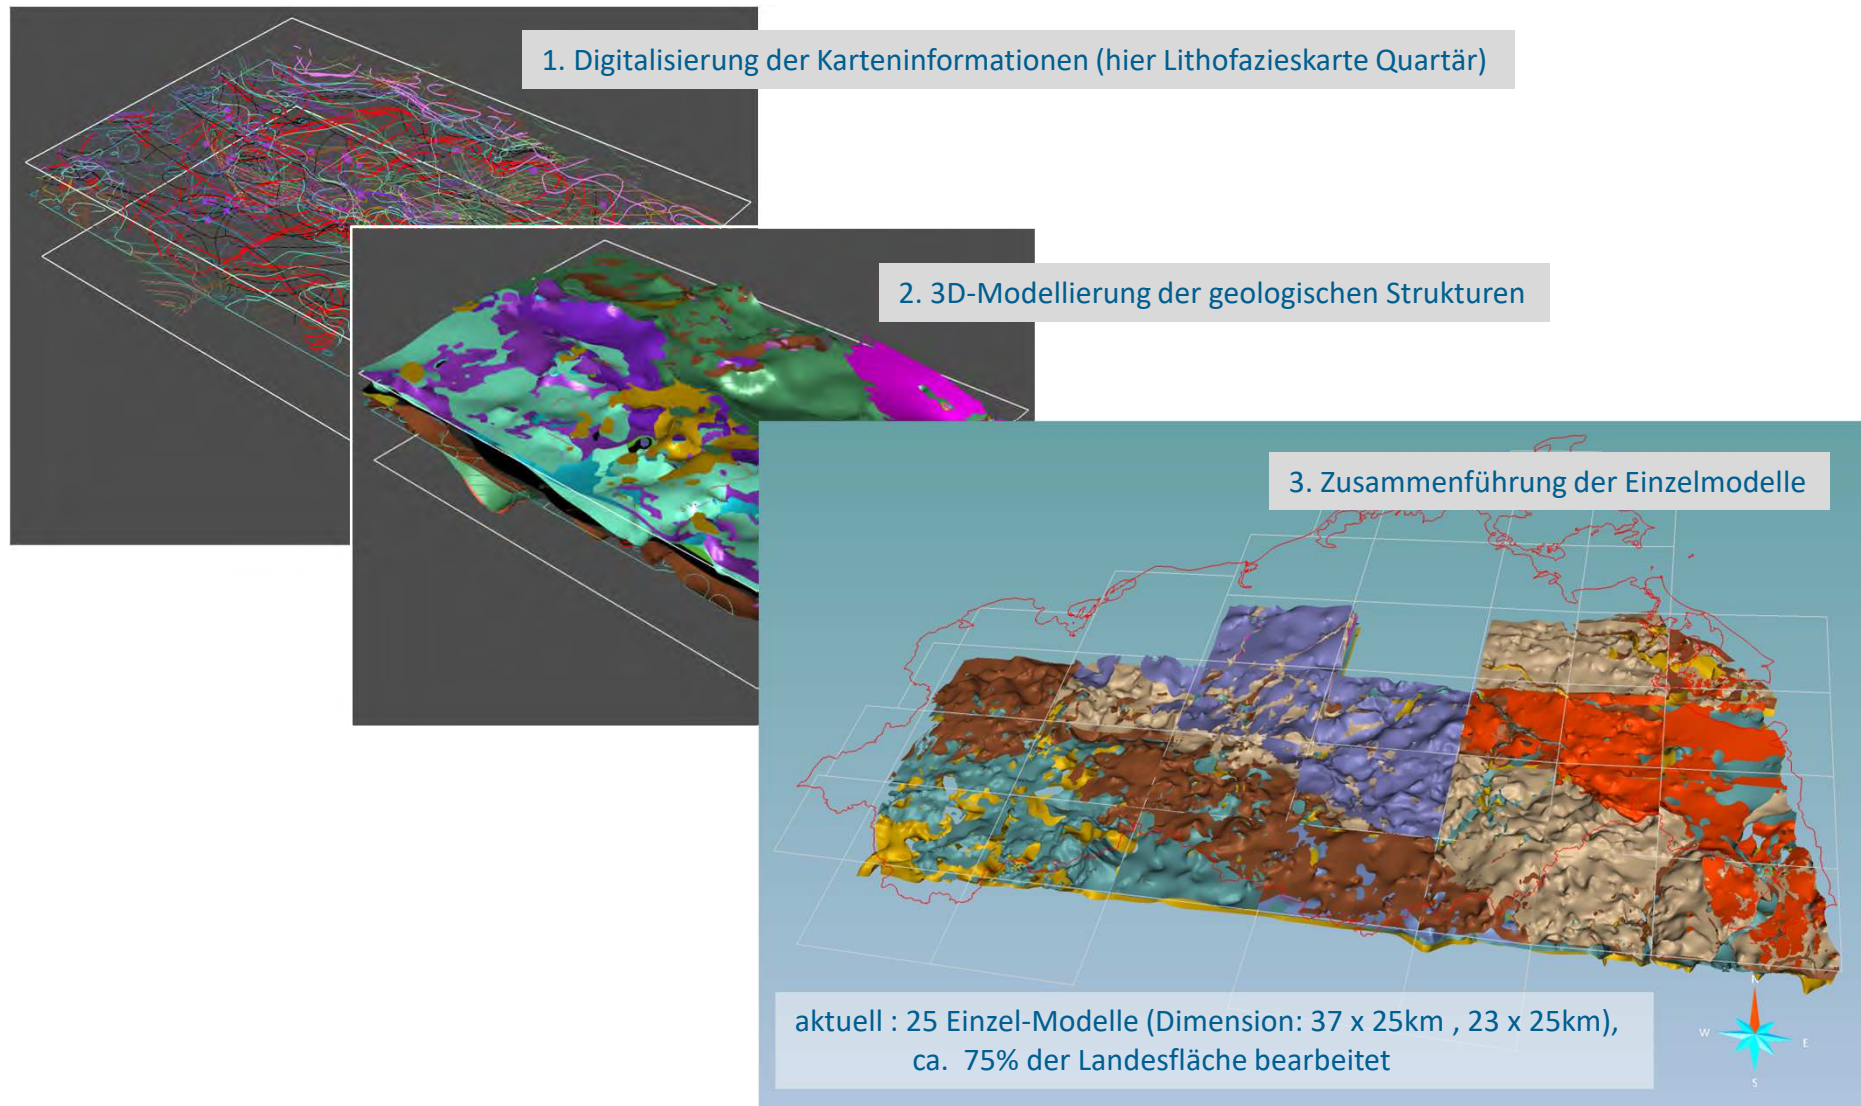 1. Digitalisierung der Karteninformationen (hier Lithofazieskarte Quartär)
2. 3D-Modellierung der geologischen Strukturen
3. Zusammenführung der Einzelmodelle
aktuell : 25 Einzel-Modelle (Dimension: 37 x 25km , 23 x 25km),
ca. 75% der Landesfläche bearbeitet
N
W
E
S